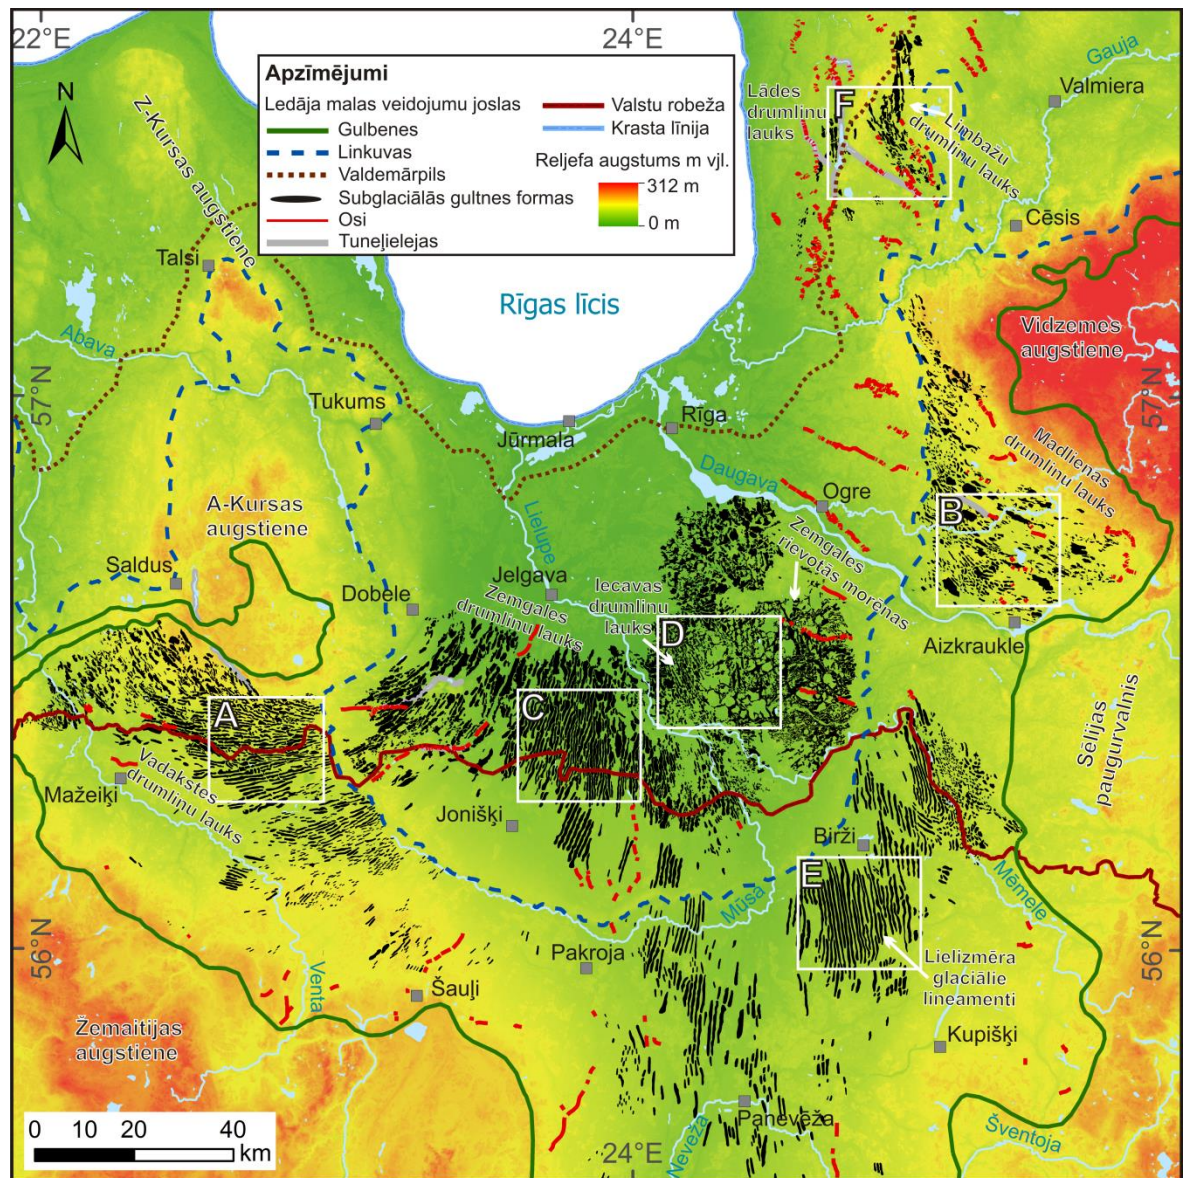 22°E
24°E
N
Apzīmējumi
Ledāja malas veidojumu joslas
Gulbenes
Linkuvas
Valdemārpils
Subglaciālās gultnes formas
Osi
Tuneļielejas
Valstu robeža
Krasta līnija
Reljefa augstums m vjl.
312 m
0 m
Gauja
Valmiera
Lādes
drumlinu
lauks
F
Limbažu
drumlinu lauks
Cēsis
Z-Kursas augstiene
Talsi
Abava
Rīgas līcis
Vidzemes
augstiene
57°N
57°N
Tukums
Jūrmala
Rīga
Daugava
Ogre
Madlienas
drumlinu lauks
B
A-Kursas
augstiene
Saldus
Dobele
Lielupe
Jelgava
Zemgales
drumlinu lauks
Iecavas
drumlinu
lauks
Zemgales
rievotās morēnas
D
Aizkraukle
A
C
Sēlijas
pauguravalnis
Mažeiķi
Vadakstes
drumlinu lauks
Jonišķi
Birži
E
Mēmele
Mūsa
56°N
56°N
Pakroja
Lielizmēra
glaciālie
lineamenti
Venta
Šauļi
Žemaitijas
augstiene
Kupišķi
Panevēža
Nevēža
Šventoja
0 10 20 40
km
24°E